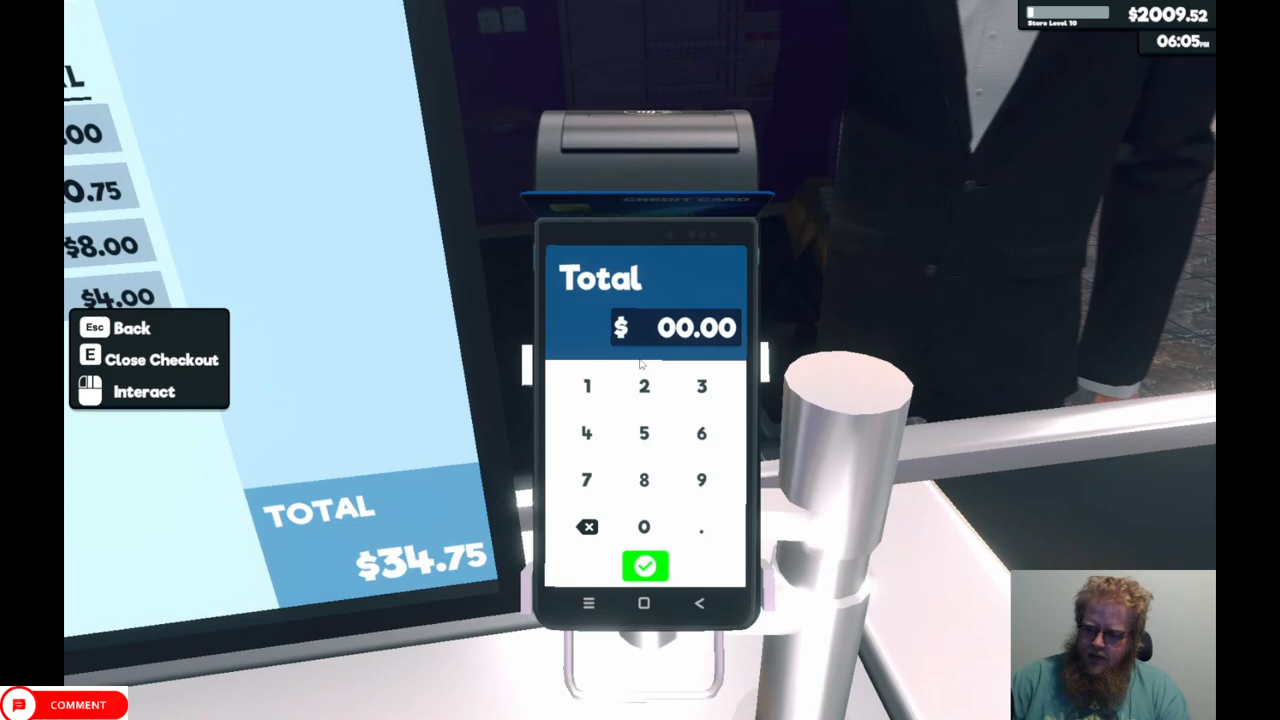 Store Level 10
$2009.52
06:05PM
.00
0.75
$8.00
$4.00
Esc Back
E Close Checkout
Interact
TOTAL
$34.75
CREDIT CARD
Total
$ 00.00
1 2 3
4 5 6
7 8 9
0 .
COMMENT